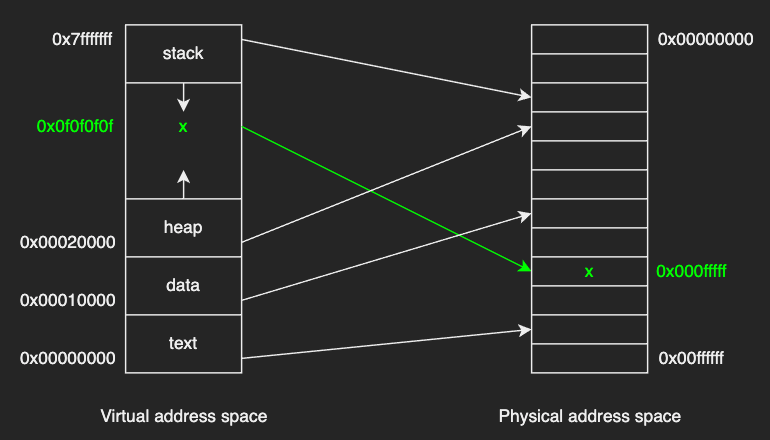 0x7fffffff
stack
0x00000000
0x0f0f0f0f
x
heap
0x00020000
data
x
0x000fffff
0x00010000
text
0x00000000
0x00ffffff
Virtual address space
Physical address space